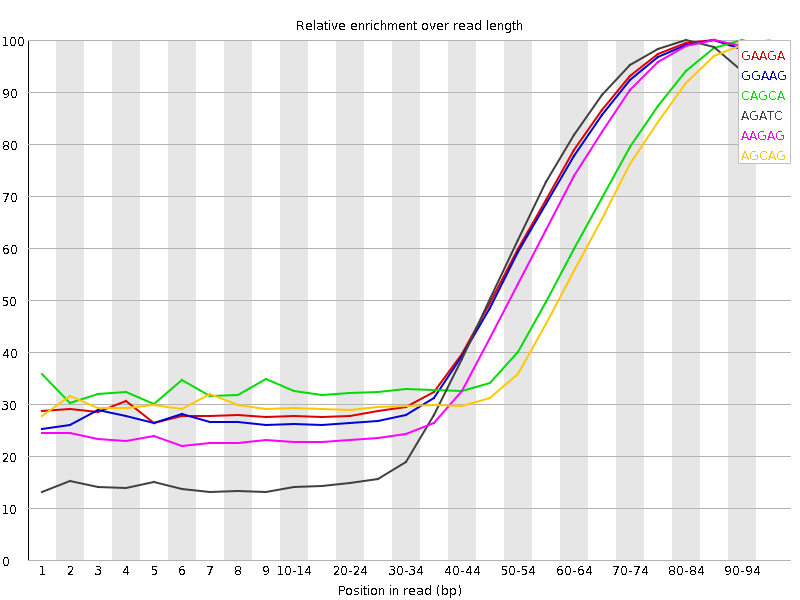 Relative enrichment over read length
100
90
80
70
60
50
40
30
20
10
0
GAAGA
GGAAG
CAGCA
AGATC
AAGAG
AGCAG
1 2 3 4 5 6 7 8 9 10-14 20-24 30-34 40-44 50-54 60-64 70-74 80-84 90-94
Position in read (bp)